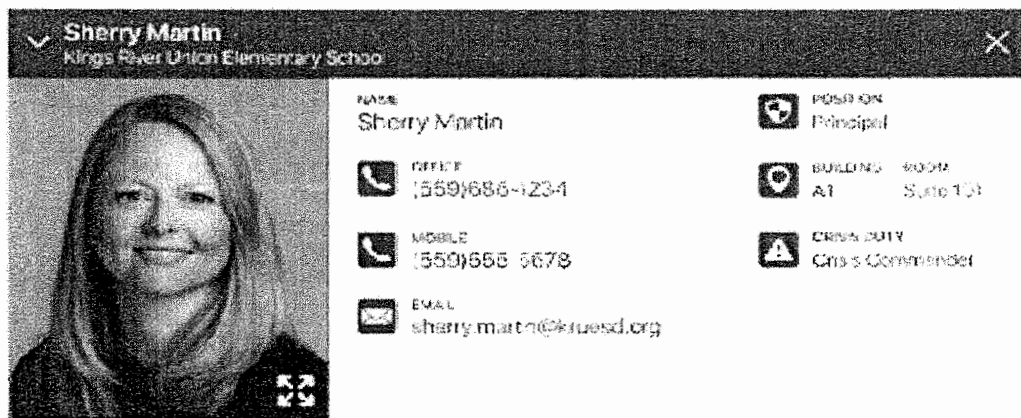 Sherry Martin
Kings River Union Elementary School
NAME
Sherry Martin
OFFICE
(559)686-1234
MOBILE
(559)555-5678
EMAIL
sherry.martin@kruesd.org
POSITION
Principal
BUILDING ROOM
A1 Suite 101
CRISIS DUTY
Crisis Commander